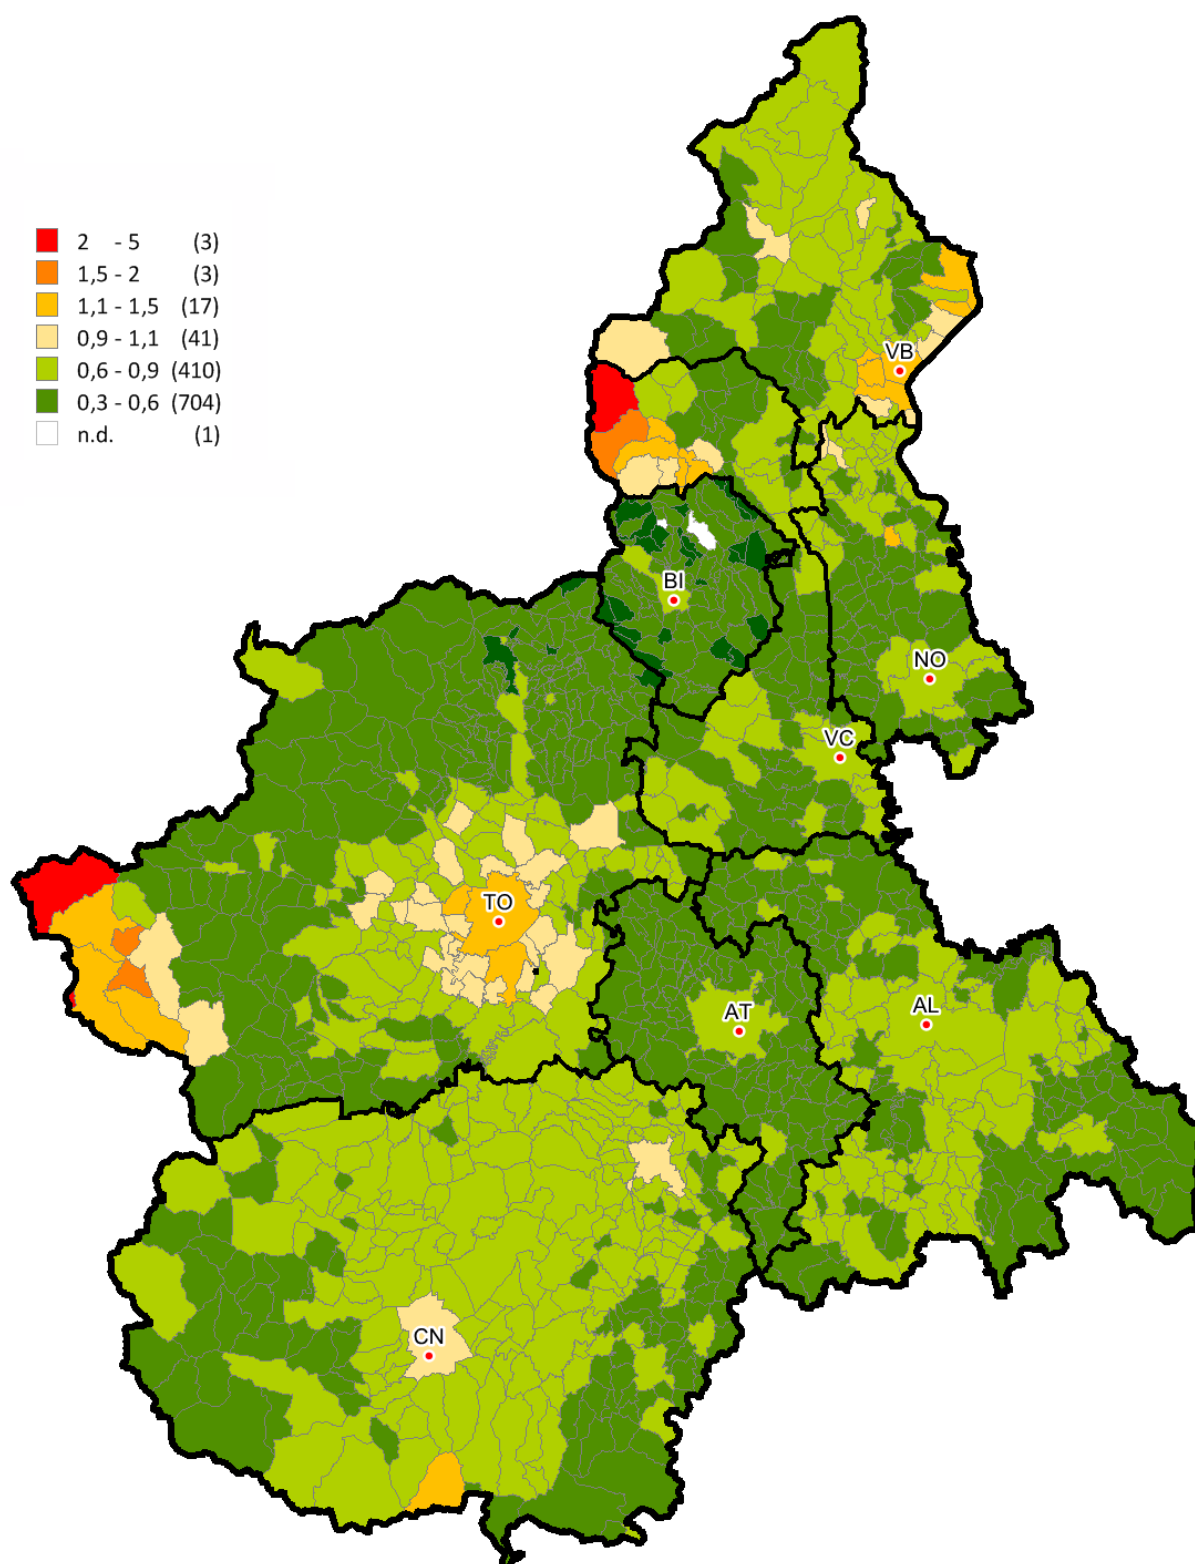 2 - 5 (3)
1,5 - 2 (3)
1,1 - 1,5 (17)
0,9 - 1,1 (41)
0,6 - 0,9 (410)
0,3 - 0,6 (704)
n.d. (1)
VB
BI
NO
VC
TO
AT
AL
CN